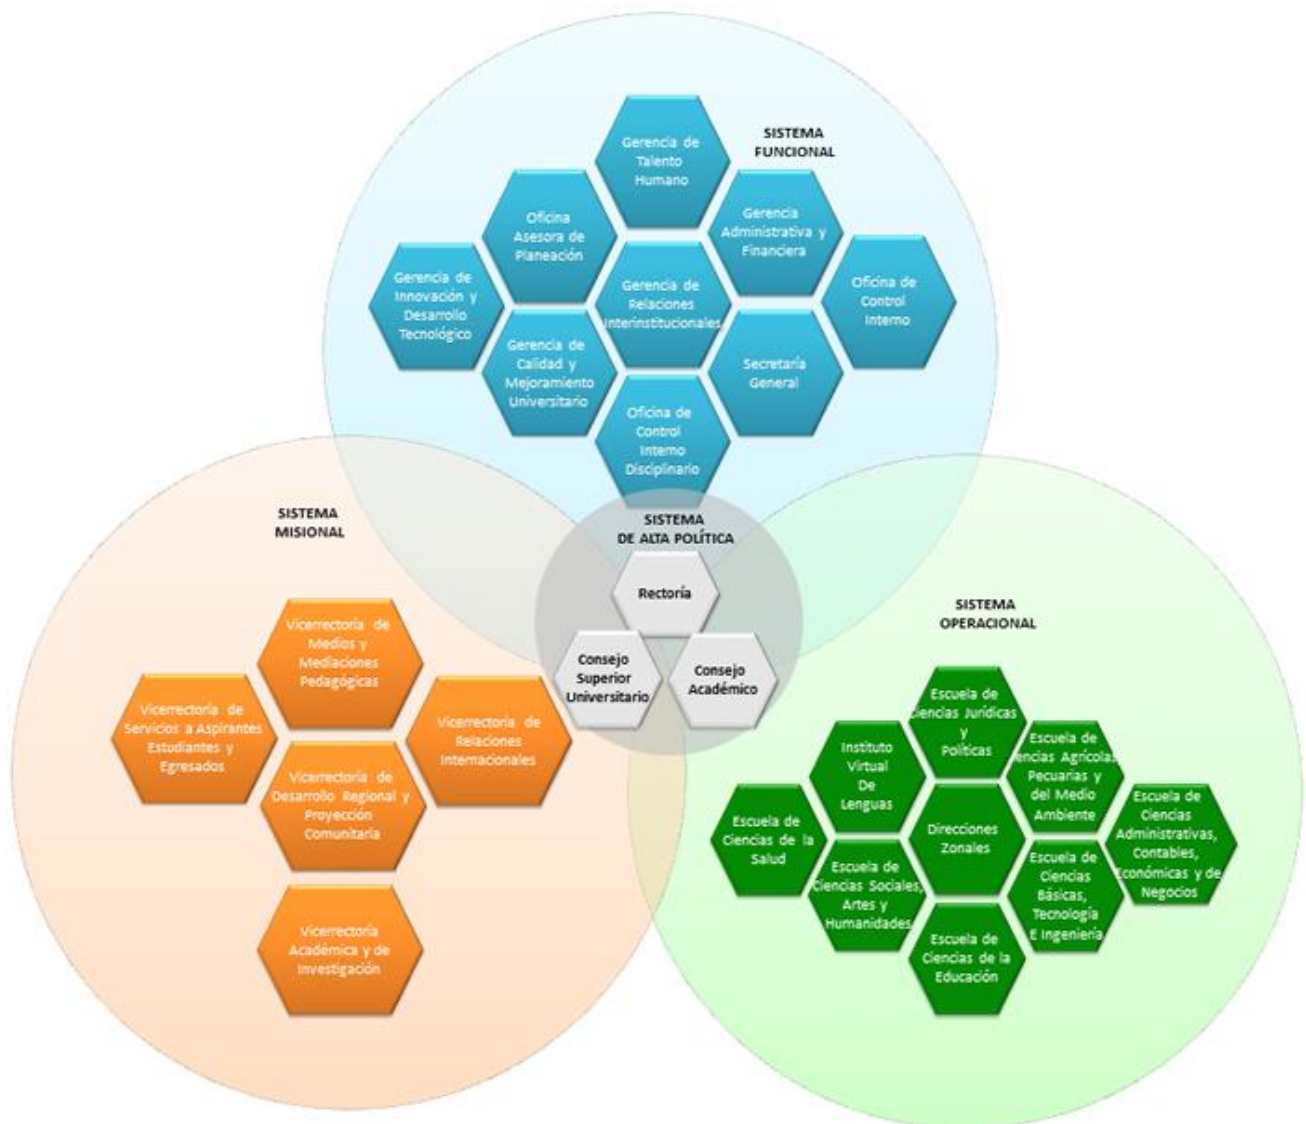 SISTEMA
FUNCIONAL
Gerencia de
Talento
Humano
Oficina
Asesora de
Planeación
Gerencia
Administrativa y
Financiera
Gerencia de
Innovación y
Desarrollo
Tecnológico
Gerencia de
Relaciones
Interinstitucionales
Oficina de
Control
Interno
Gerencia de
Calidad y
Mejoramiento
Universitario
Secretaría
General
Oficina de
Control
Interno
Disciplinario
SISTEMA
MISIONAL
Vicerrectoría de
Medios y
Mediaciones
Pedagógicas
Vicerrectoría de
Servicios a Aspirantes
Estudiantes y
Egresados
Vicerrectoría de
Relaciones
Internacionales
Vicerrectoría de
Desarrollo Regional y
Proyección
Comunitaria
Vicerrectoría
Académica y de
Investigación
SISTEMA
DE ALTA POLÍTICA
Rectoría
Consejo
Superior
Universitario
Consejo
Académico
SISTEMA
OPERACIONAL
Escuela de
Ciencias Jurídicas
y
Políticas
Instituto
Virtual
De
Lenguas
Escuela de
Ciencias Agrícolas
Pecuarias y
del Medio
Ambiente
Escuela de
Ciencias de la
Salud
Direcciones
Zonales
Escuela de
Ciencias
Administrativas,
Contables,
Económicas y de
Negocios
Escuela de
Ciencias Sociales,
Artes y
Humanidades
Escuela de
Ciencias
Básicas,
Tecnología
E Ingeniería
Escuela de
Ciencias de la
Educación